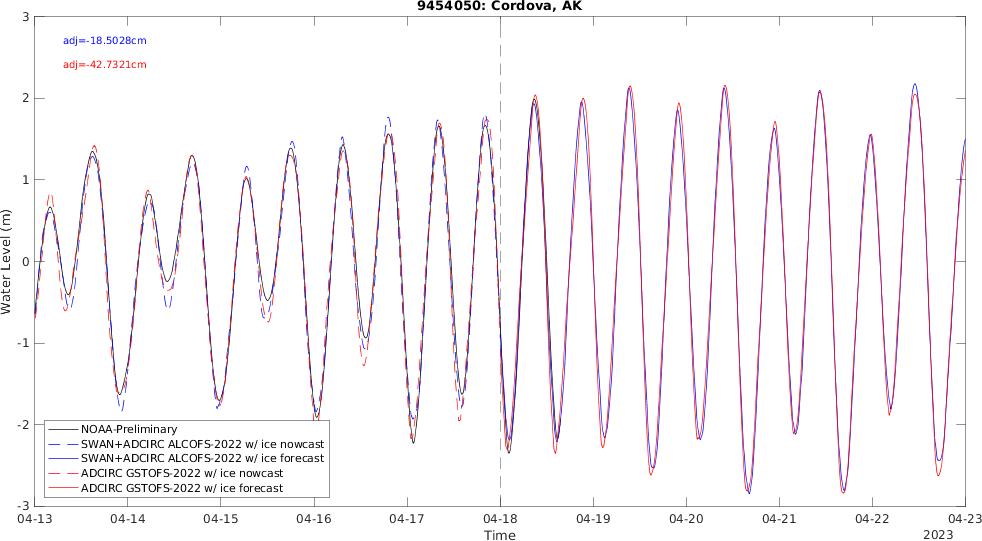 9454050: Cordova, AK
adj=-18.5028cm
adj=-42.7321cm
Water Level (m)
3
2
1
0
-1
-2
-3
NOAA-Preliminary
SWAN+ADCIRC ALCOFS-2022 w/ ice nowcast
SWAN+ADCIRC ALCOFS-2022 w/ ice forecast
ADCIRC GSTOFS-2022 w/ ice nowcast
ADCIRC GSTOFS-2022 w/ ice forecast
04-13 04-14 04-15 04-16 04-17 04-18 04-19 04-20 04-21 04-22 04-23
Time
2023